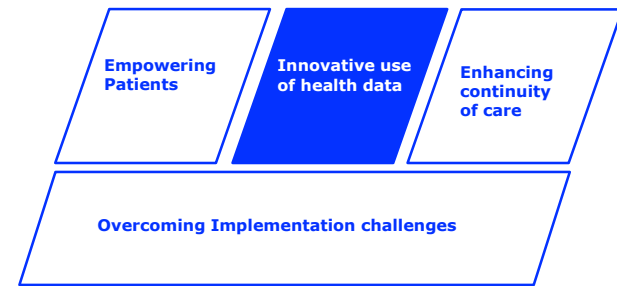 Empowering
Patients
Innovative use
of health data
Enhancing
continuity
of care
Overcoming Implementation challenges